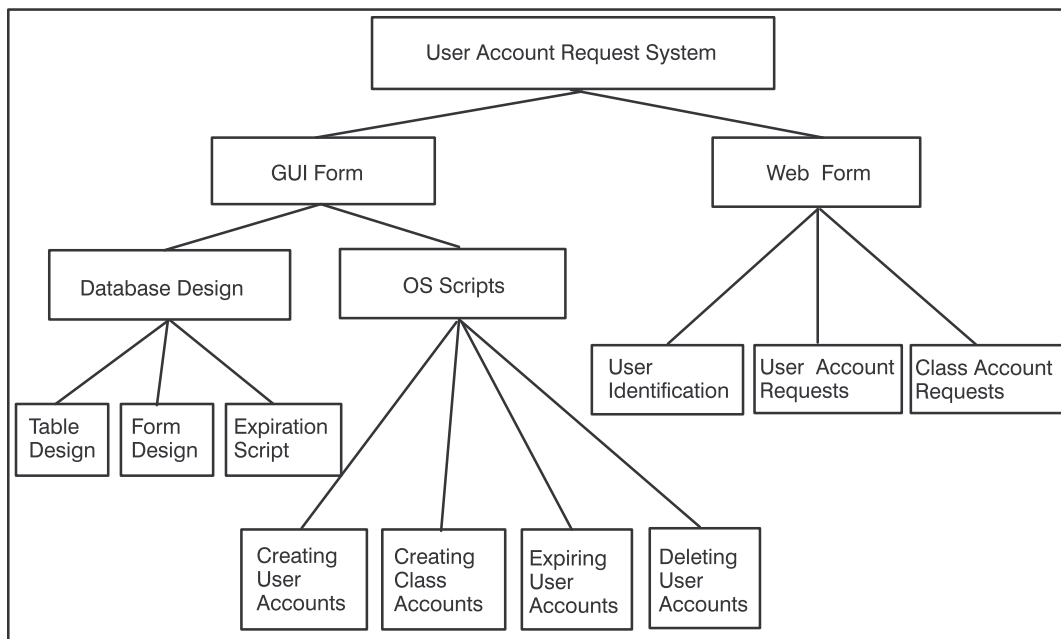 User Account Request System
GUI Form
Web Form
Database Design
OS Scripts
User
Identification
User Account
Requests
Class Account
Requests
Table
Design
Form
Design
Expiration
Script
Creating
User
Accounts
Creating
Class
Accounts
Expiring
User
Accounts
Deleting
User
Accounts